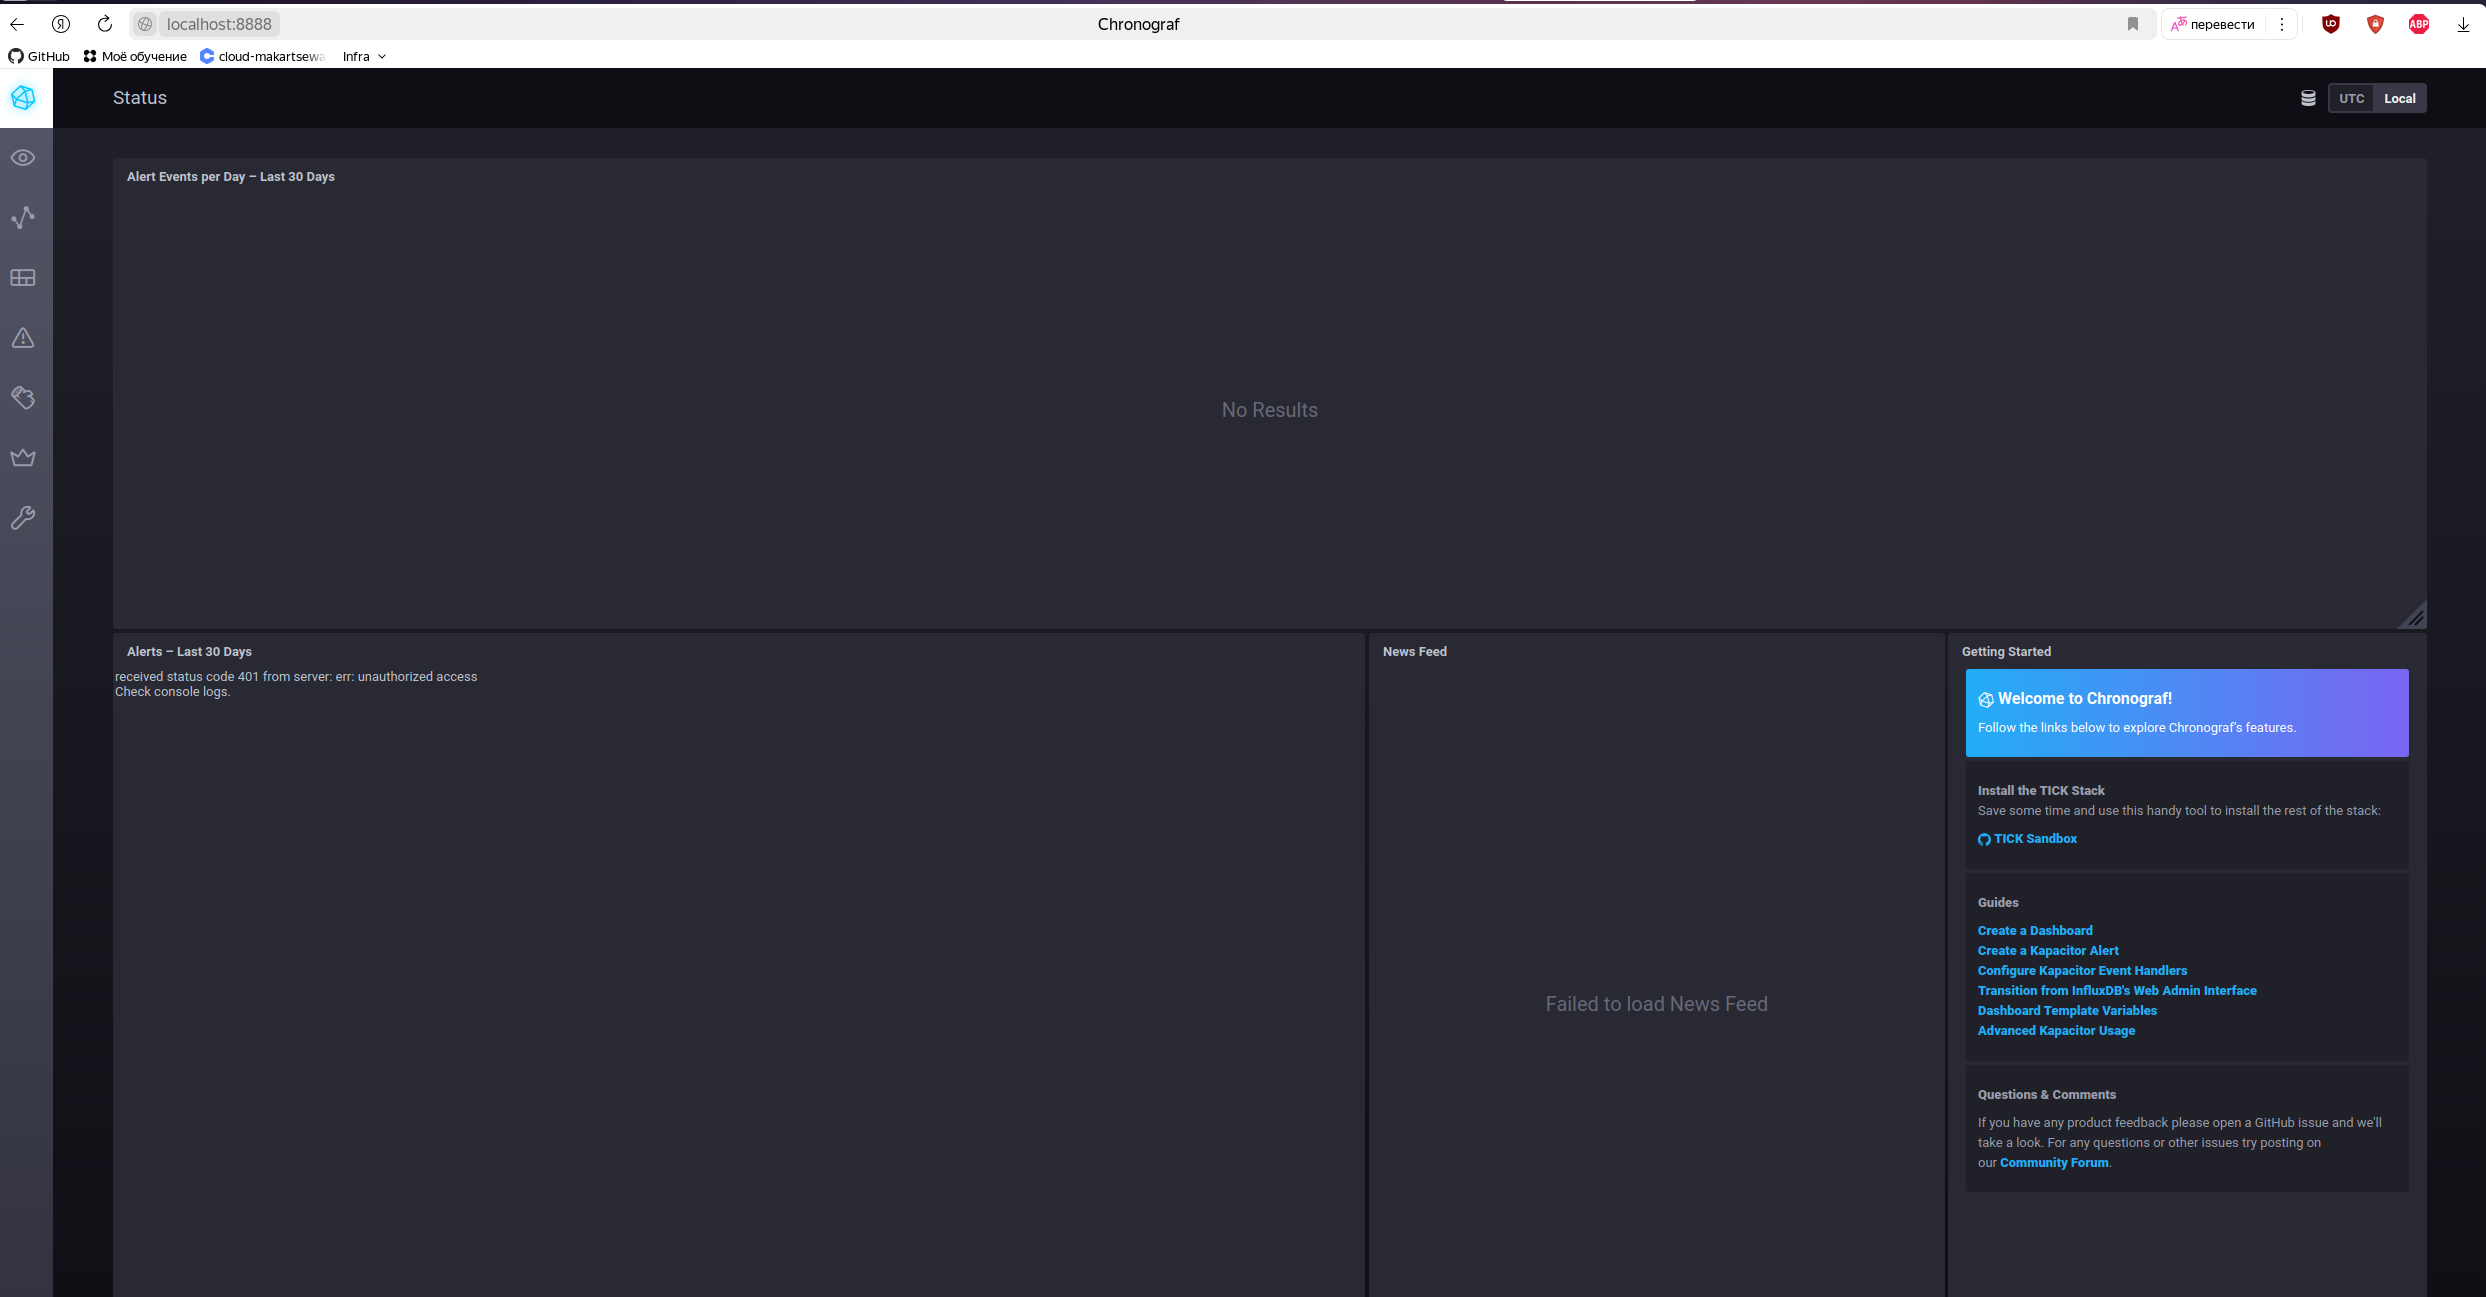 localhost:8888
Chronograf
перевести
GitHub
Моё обучение
cloud-makartsewa
Infra
Status
UTC
Local
Alert Events per Day – Last 30 Days
No Results
Alerts – Last 30 Days
received status code 401 from server: err: unauthorized access
Check console logs.
News Feed
Failed to load News Feed
Getting Started
Welcome to Chronograf!
Follow the links below to explore Chronograf's features.
Install the TICK Stack
Save some time and use this handy tool to install the rest of the stack:
TICK Sandbox
Guides
Create a Dashboard
Create a Kapacitor Alert
Configure Kapacitor Event Handlers
Transition from InfluxDB's Web Admin Interface
Dashboard Template Variables
Advanced Kapacitor Usage
Questions & Comments
If you have any product feedback please open a GitHub issue and we'll
take a look. For any questions or other issues try posting on
our Community Forum.